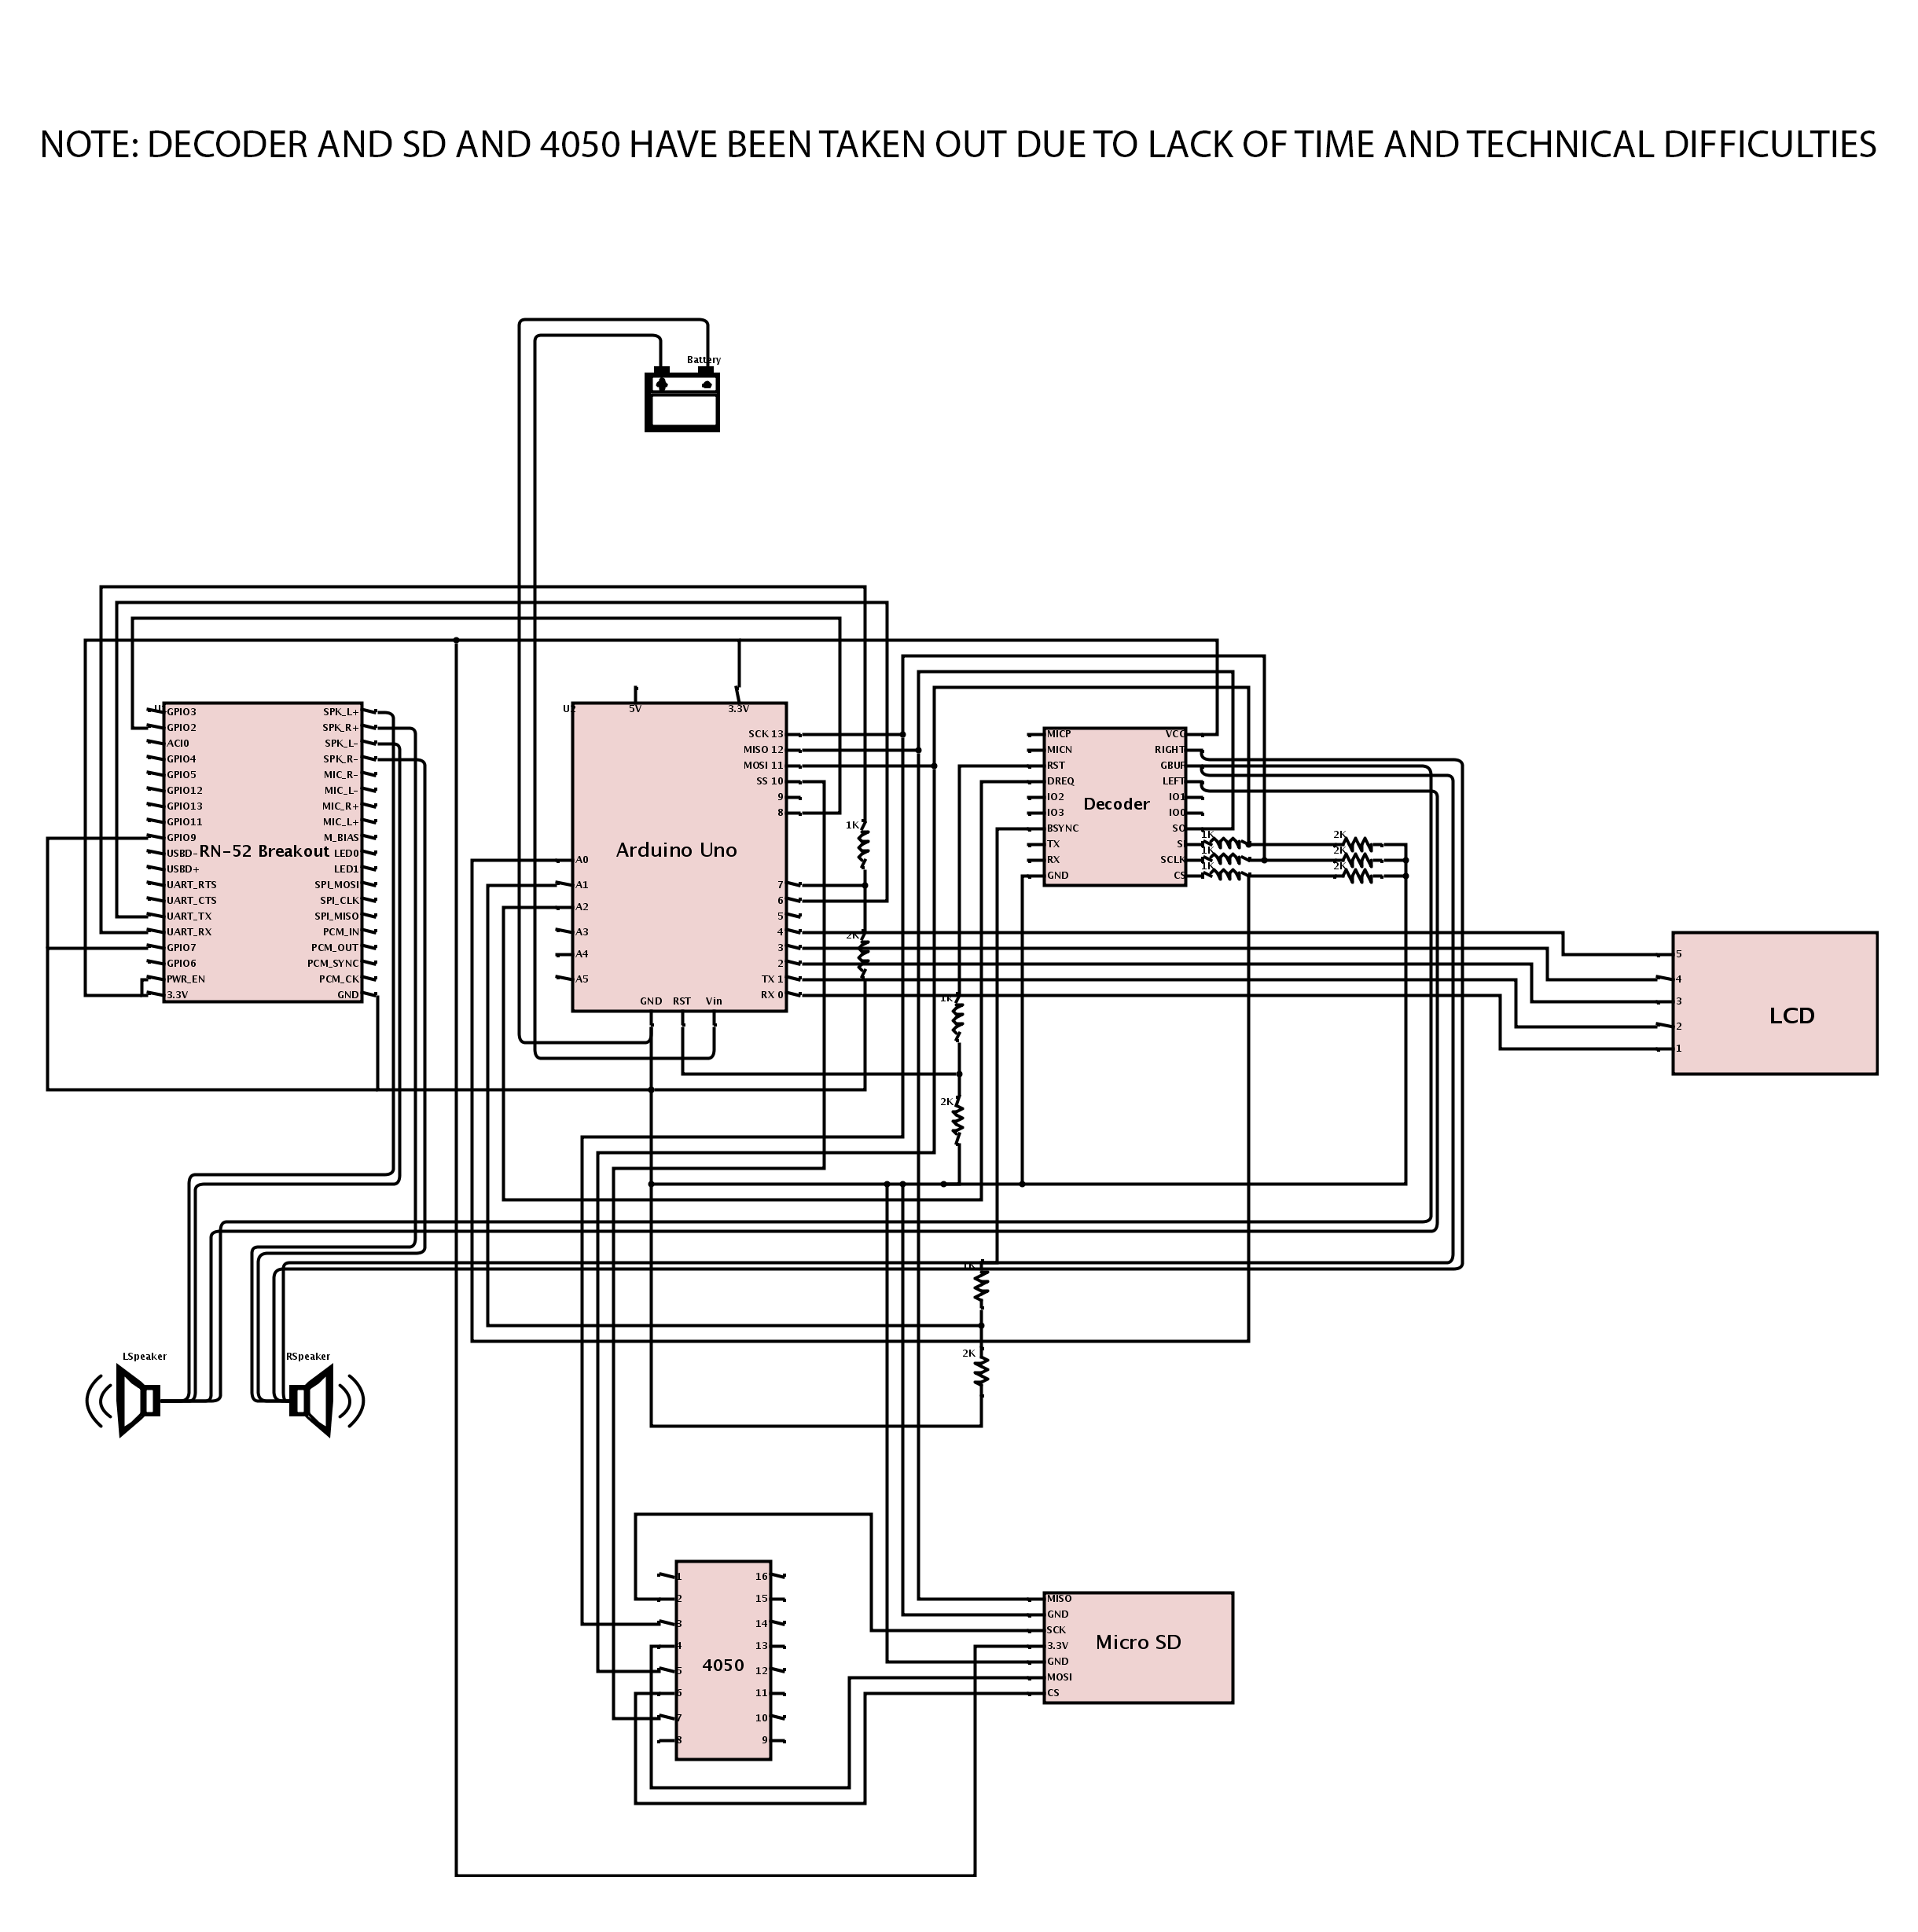 NOTE: DECODER AND SD AND 4050 HAVE BEEN TAKEN OUT DUE TO LACK OF TIME AND TECHNICAL DIFFICULTIES
Battery
GPIO3
GPIO2
ACI0
GPIO4
GPIO5
GPIO12
GPIO13
GPIO11
GPIO9
USBD-
USBD+
UART_RTS
UART_CTS
UART_TX
UART_RX
GPIO7
GPIO6
PWR_EN
3.3V
RN-52 Breakout
SPK_L+
SPK_R+
SPK_L-
SPK_R-
MIC_R-
MIC_L-
MIC_R+
MIC_L+
M_BIAS
LED0
LED1
SPI_MOSI
SPI_CLK
SPI_MISO
PCM_IN
PCM_OUT
PCM_SYNC
PCM_CK
GND
U2
5V
3.3V
Arduino Uno
A0
A1
A2
A3
A4
A5
SCK 13
MISO 12
MOSI 11
SS 10
9
8
7
6
5
4
3
2
TX 1
RX 0
GND RST Vin
1K
2K
1K
2K
1K
2K
MICP
MICN
RST
DREQ
IO2
IO3
BSYNC
TX
RX
GND
Decoder
VCC
RIGHT
GBUF
LEFT
IO1
IO0
SO
S
SCLK
CS
1K
1K
1K
2K
2K
2K
5
4
3
2
1
LCD
LSpeaker
RSpeaker
1
2
3
4
5
6
7
8
4050
16
15
14
13
12
11
10
9
MISO
GND
SCK
3.3V
GND
MOSI
CS
Micro SD